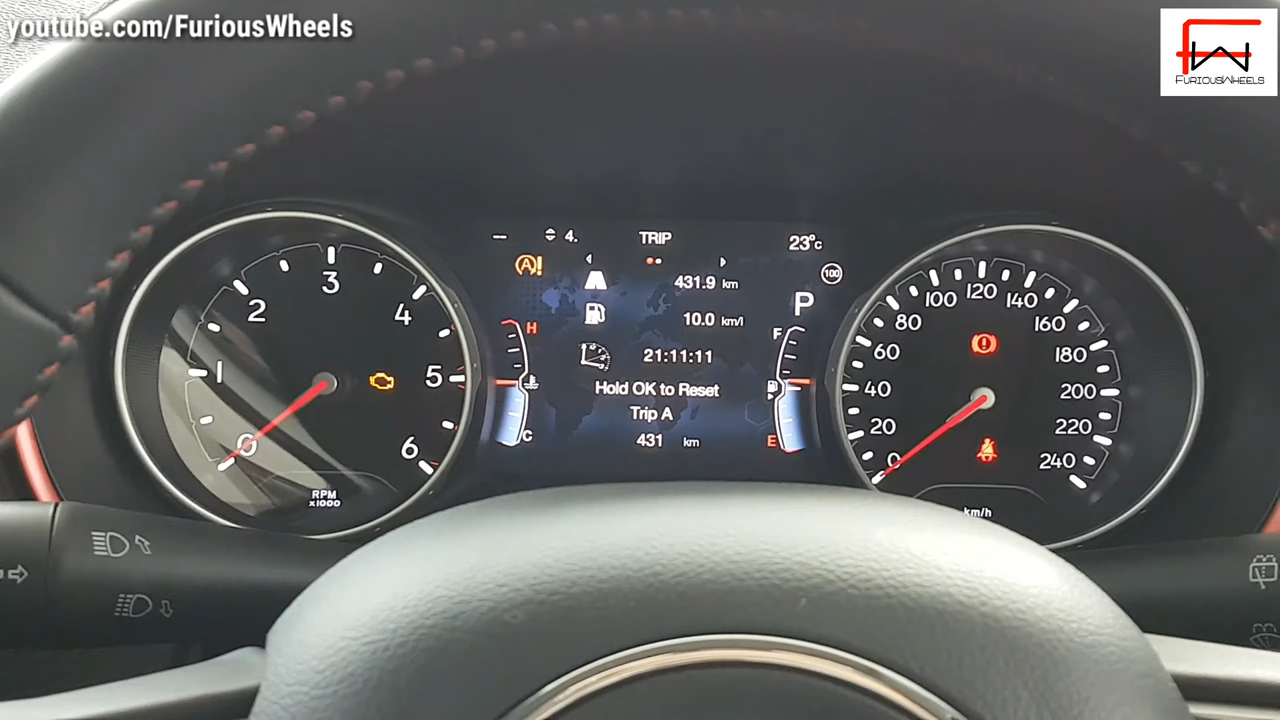 youtube.com/FuriousWheels
FW
FURIOUSWHEELS
-- 4. TRIP 23°C
A!
100
431.9 km
P
10.0 km/l
H
F
21:11:11
Hold OK to Reset
Trip A
C
E
431 km
0 1 2 3 4 5 6
RPM
x1000
0 20 40 60 80 100 120 140 160 180 200 220 240
km/h